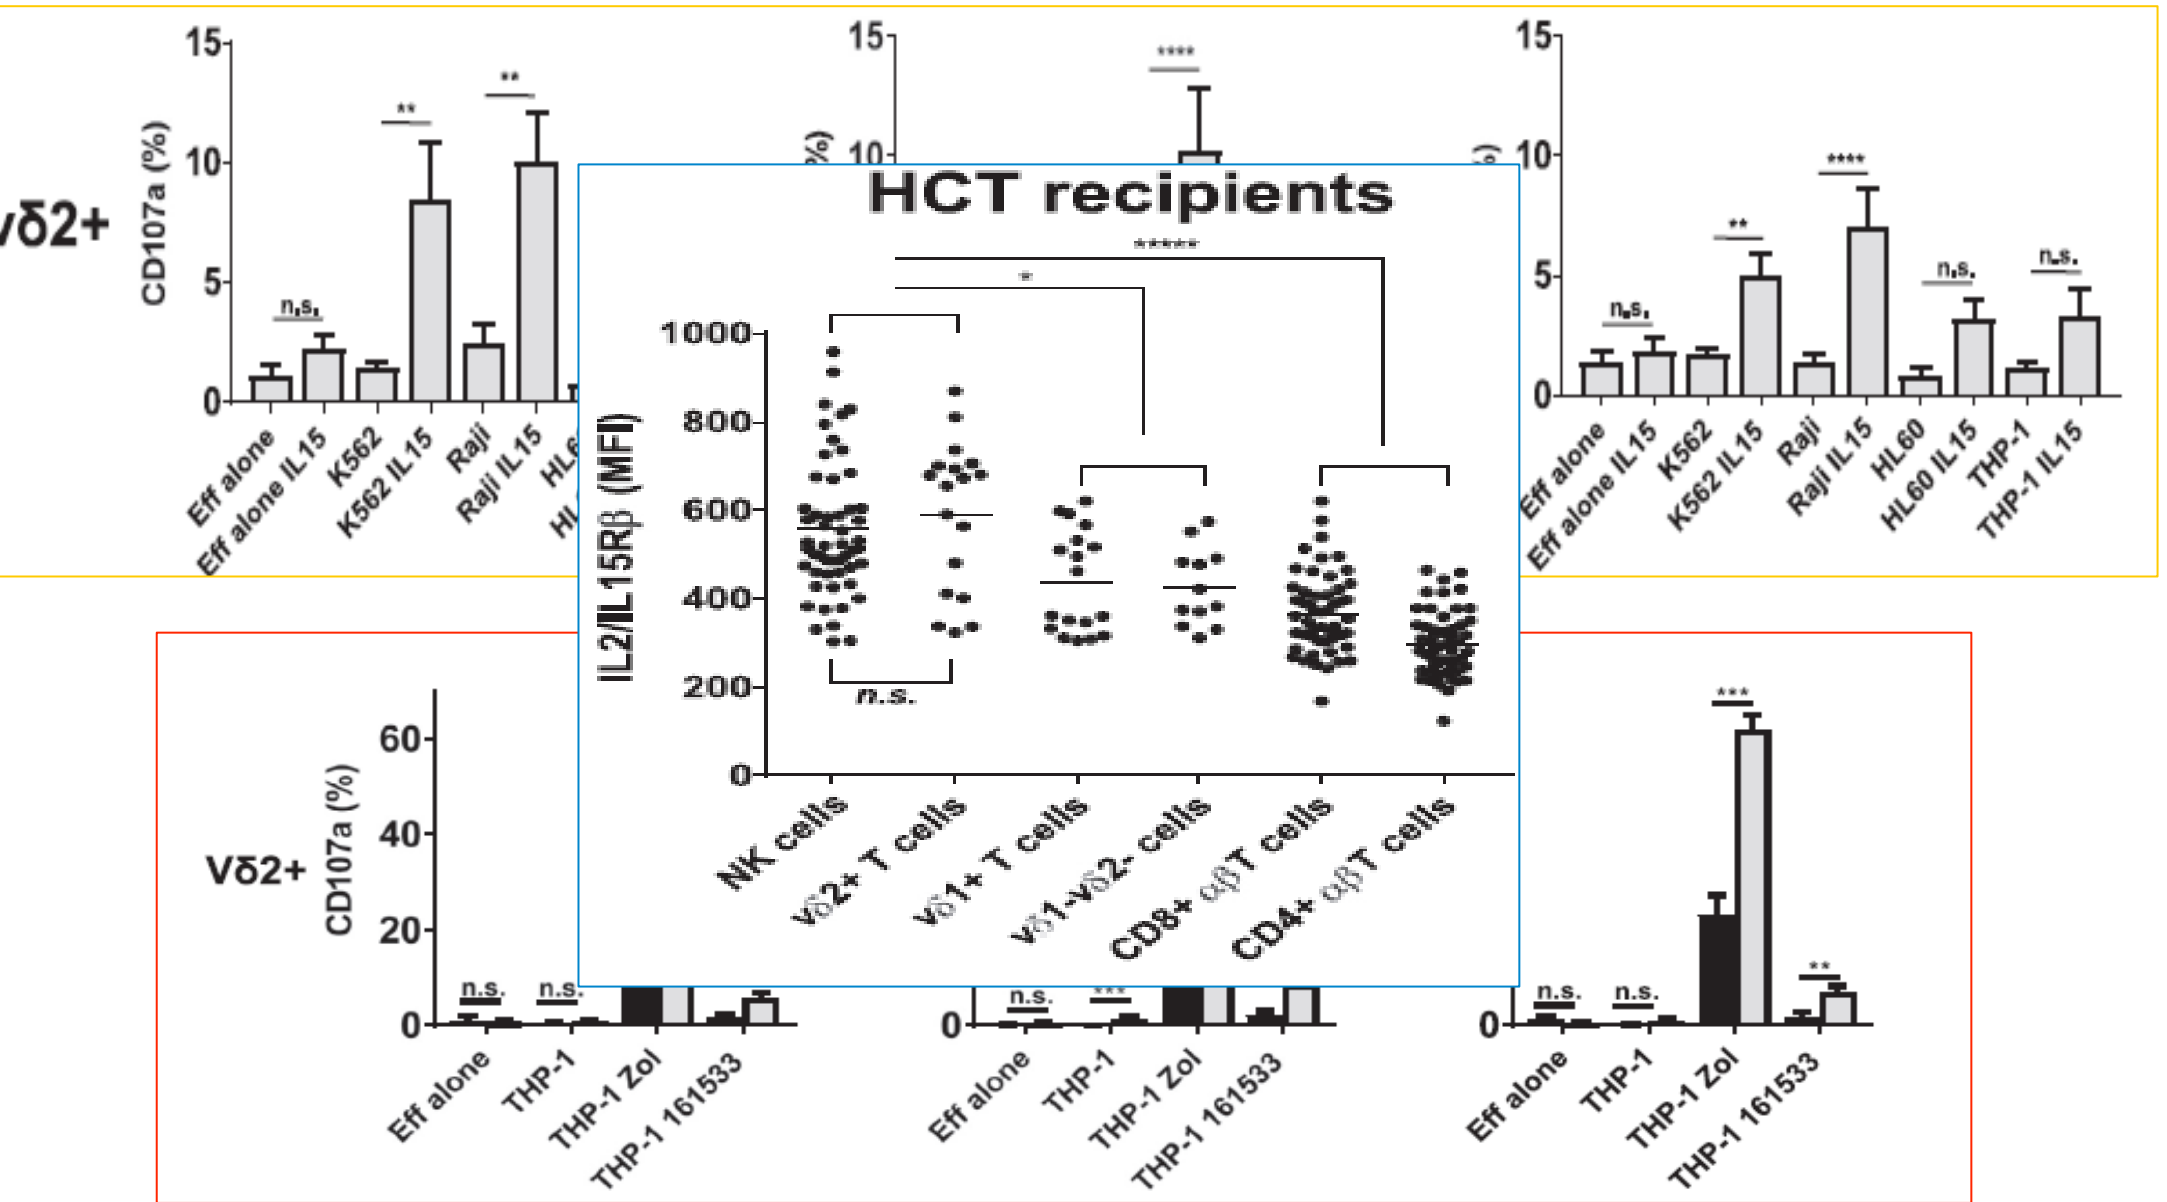 vδ2+
CD107a (%)
15
10
5
0
n.s.
**
**
Eff alone
Eff alone IL15
K562
K562 IL15
Raji
Raji IL15
15
10
****
15
10
5
0
n.s.
**
****
n.s.
n.s.
Eff alone
Eff alone IL15
K562
K562 IL15
Raji
Raji IL15
HL60
HL60 IL15
THP-1
THP-1 IL15
HCT recipients
*****
*
IL2/IL15Rβ (MFI)
1000
800
600
400
200
0
n.s.
NK cells
vδ2+ T cells
vδ1+ T cells
vδ1-vδ2- cells
CD8+ αβT cells
CD4+ αβT cells
Vδ2+
CD107a (%)
60
40
20
0
n.s.
n.s.
Eff alone
THP-1
THP-1 Zol
THP-1 161533
0
n.s.
***
Eff alone
THP-1
THP-1 Zol
THP-1 161533
0
n.s.
n.s.
***
**
Eff alone
THP-1
THP-1 Zol
THP-1 161533